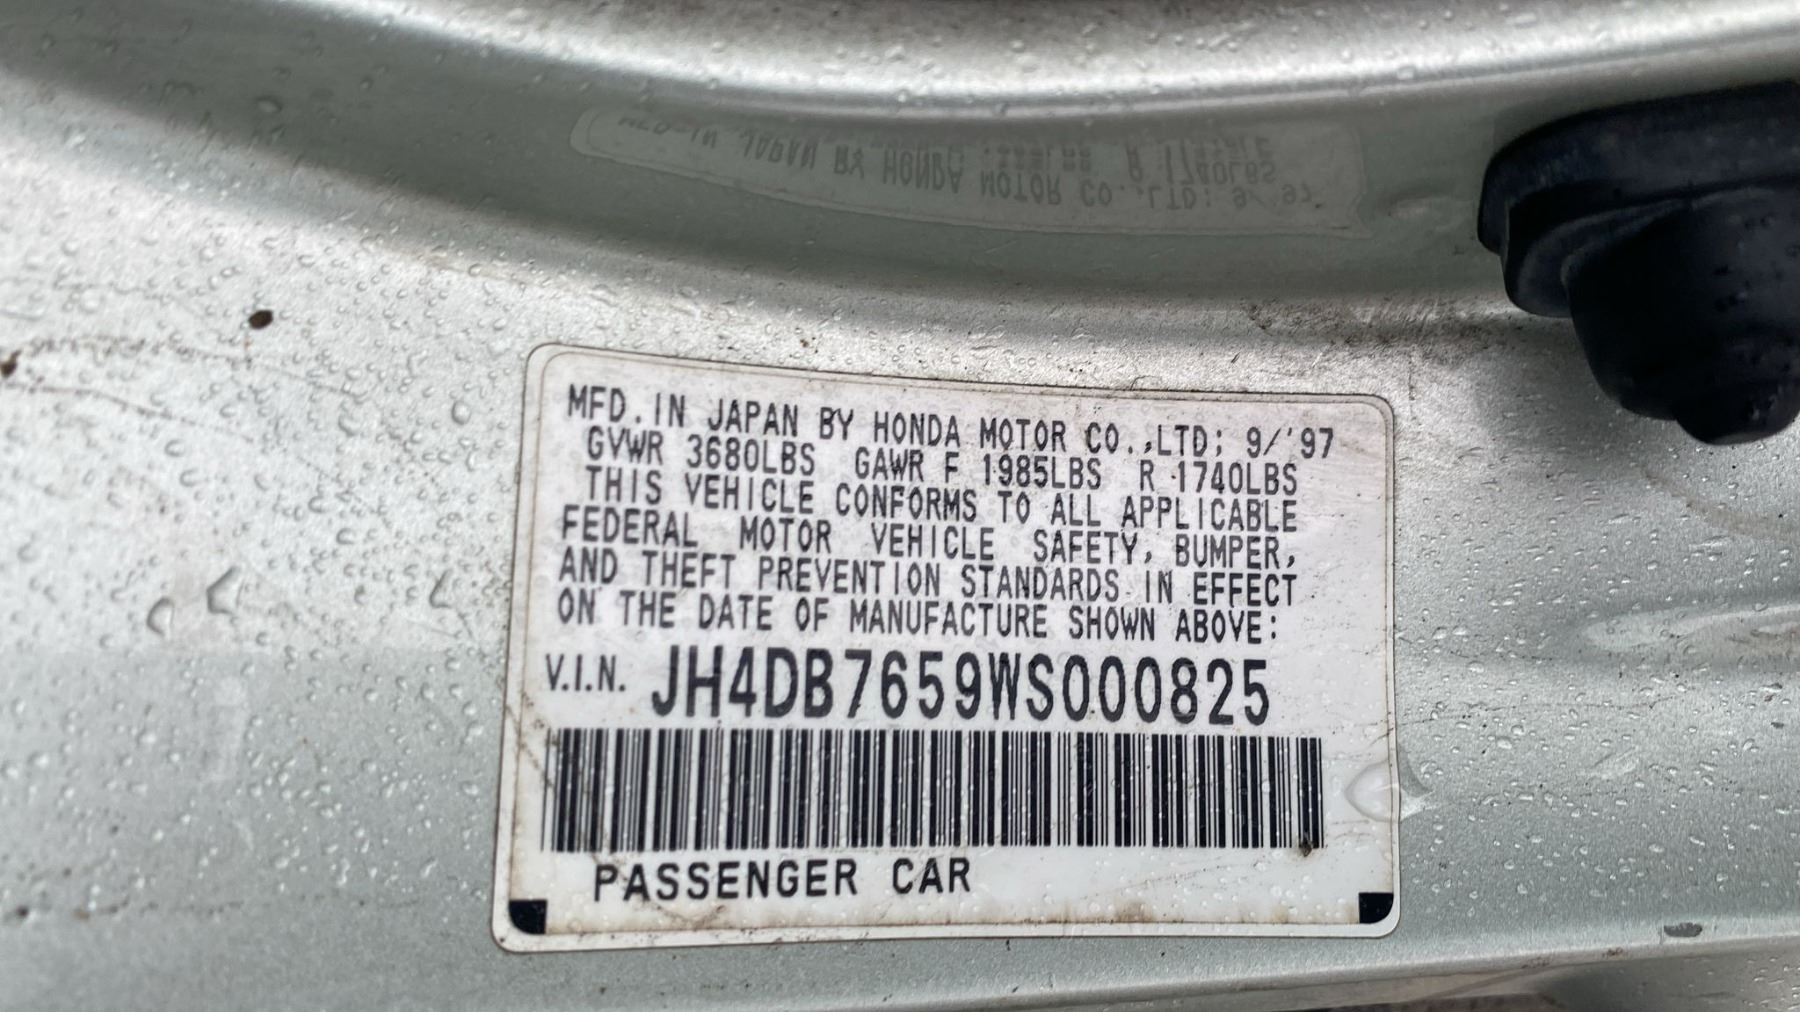 MFD. IN JAPAN BY HONDA MOTOR CO.,LTD; 9/'97
GVWR 3680LBS GAWR F 1985LBS R 1740LBS
THIS VEHICLE CONFORMS TO ALL APPLICABLE
FEDERAL MOTOR VEHICLE SAFETY, BUMPER,
AND THEFT PREVENTION STANDARDS IN EFFECT
ON THE DATE OF MANUFACTURE SHOWN ABOVE:
V.I.N. JH4DB7659WS000825
PASSENGER CAR